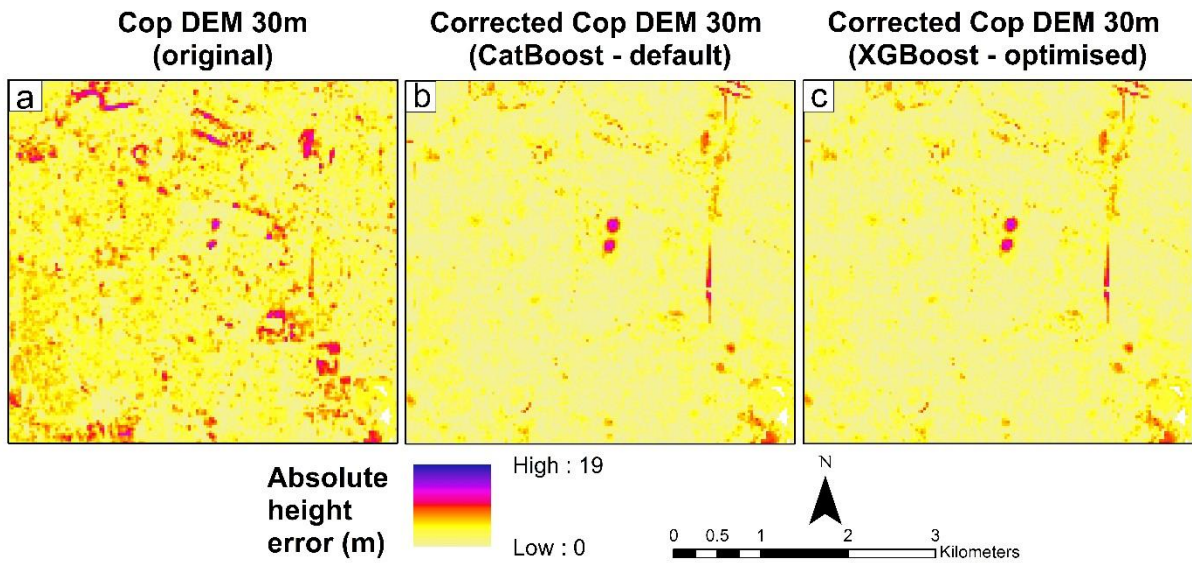 Cop DEM 30m
(original)
Corrected Cop DEM 30m
(CatBoost - default)
Corrected Cop DEM 30m
(XGBoost - optimised)
a
b
c
Absolute
height
error (m)
High : 19
Low : 0
N
0 0.5 1 2 3
Kilometers